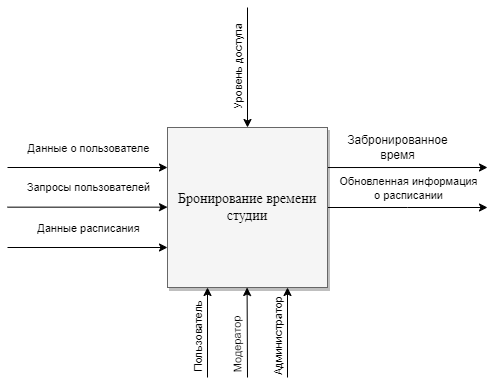 Уровень доступа
Данные о пользователе
Запросы пользователей
Данные расписания
Бронирование времени
студии
Забронированное
время
Обновленная информация
о расписании
Пользователь
Модератор
Администратор